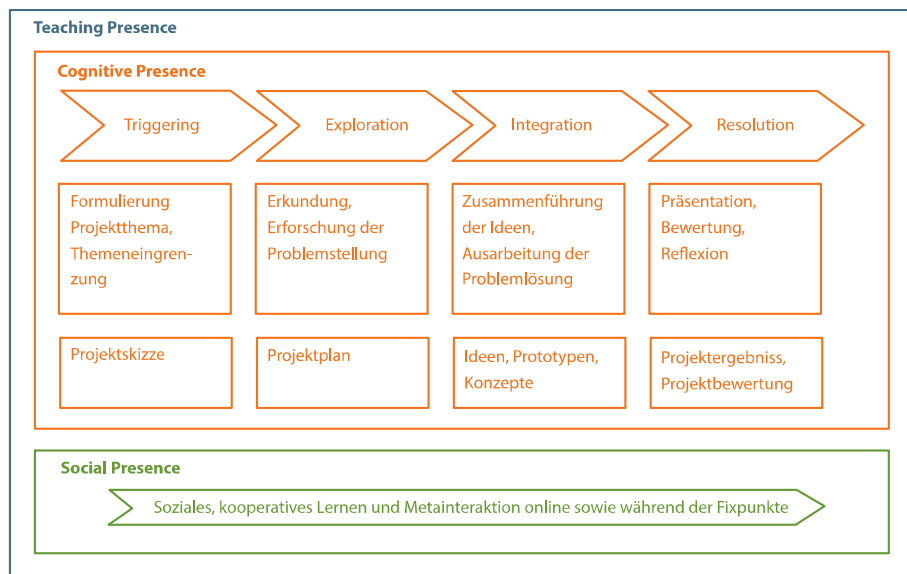 Teaching Presence
Cognitive Presence
Triggering
Exploration
Integration
Resolution
Formulierung
Projektthema,
Themeneingren-
zung
Erkundung,
Erforschung der
Problemstellung
Zusammenführung
der Ideen,
Ausarbeitung der
Problemlösung
Präsentation,
Bewertung,
Reflexion
Projektskizze
Projektplan
Ideen, Prototypen,
Konzepte
Projektergebniss,
Projektbewertung
Social Presence
Soziales, kooperatives Lernen und Metainteraktion online sowie während der Fixpunkte